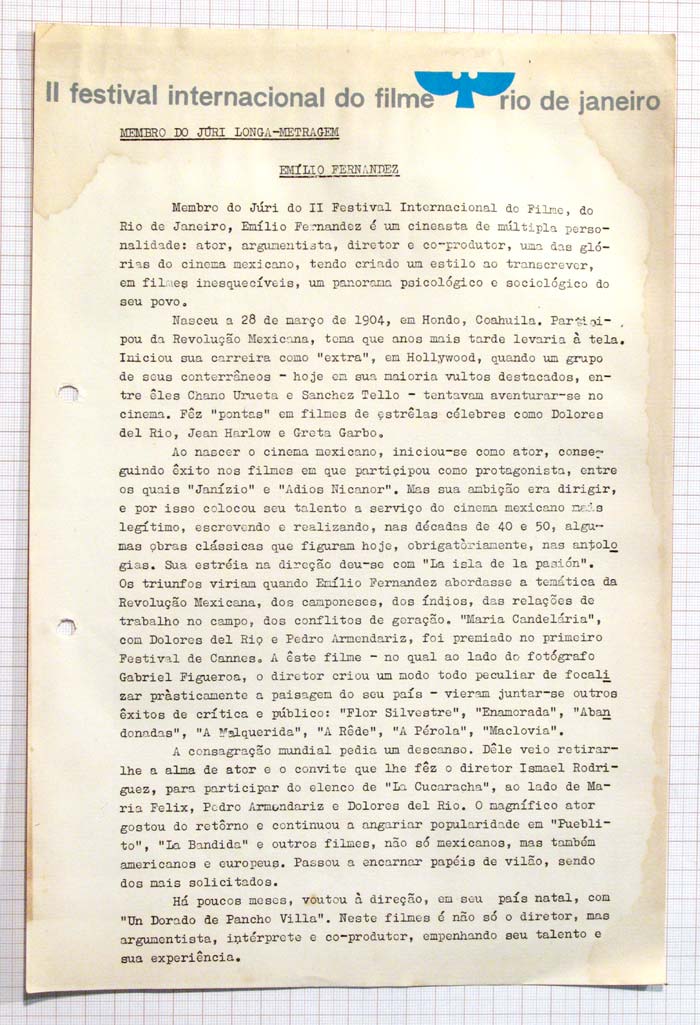 II festival internacional do filme rio de janeiro
MEMBRO DO JÚRI LONGA-METRAGEM
EMÍLIO FERNANDEZ
Membro do Júri do II Festival Internacional do Filme, do
Rio de Janeiro, Emílio Fernandez é um cineasta de múltipla perso-
nalidade: ator, argumentista, diretor e co-produtor, uma das gló-
rias do cinema mexicano, tendo criado um estilo ao transcrever,
em filmes inesquecíveis, um panorama psicológico e sociológico do
seu povo.
Nasceu a 28 de março de 1904, em Hondo, Coahuila. Partici-
pou da Revolução Mexicana, tema que anos mais tarde levaria à tela.
Iniciou sua carreira como "extra", em Hollywood, quando um grupo
de seus conterrâneos - hoje em sua maioria vultos destacados, en-
tre êles Chano Urueta e Sanchez Tello - tentavam aventurar-se no
cinema. Fêz "pontas" em filmes de estrêlas célebres como Dolores
del Rio, Jean Harlow e Greta Garbo.
Ao nascer o cinema mexicano, iniciou-se como ator, conse-
guindo êxito nos filmes em que partiçipou como protagonista, entre
os quais "Janízio" e "Adios Nicanor". Mas sua ambição era dirigir,
e por isso colocou seu talento a serviço do cinema mexicano mais
legítimo, escrevendo e realizando, nas décadas de 40 e 50, algu-
mas obras clássicas que figuram hoje, obrigatòriamente, nas antolo
gias. Sua estréia na direção deu-se com "La isla de la pasión".
Os triunfos viriam quando Emílio Fernandez abordasse a temática da
Revolução Mexicana, dos camponeses, dos índios, das relações de
trabalho no campo, dos conflitos de geração. "Maria Candelária",
com Dolores del Rio e Pedro Armendariz, foi premiado no primeiro
Festival de Cannes. A êste filme - no qual ao lado do fotógrafo
Gabriel Figueroa, o diretor criou um modo todo peculiar de focali
zar pràsticamente a paisagem do seu país - vieram juntar-se outros
êxitos de crítica e público: "Flor Silvestre", "Enamorada", "Aban
donadas", "A Malquerida", "A Rêde", "A Pérola", "Maclovia".
A consagração mundial pedia um descanso. Dêle veio retirar-
lhe a alma de ator e o convite que lhe fêz o diretor Ismael Rodri-
guez, para participar do elenco de "La Cucaracha", ao lado de Ma-
ria Felix, Pedro Armendariz e Dolores del Rio. O magnífico ator
gostou do retôrno e continuou a angariar popularidade em "Puebli-
to", "La Bandida" e outros filmes, não só mexicanos, mas também
americanos e europeus. Passou a encarnar papéis de vilão, sendo
dos mais solicitados.
Há poucos meses, voutou à direção, em seu país natal, com
"Un Dorado de Pancho Villa". Neste filmes é não só o diretor, mas
argumentista, intérprete e co-produtor, empenhando seu talento e
sua experiência.